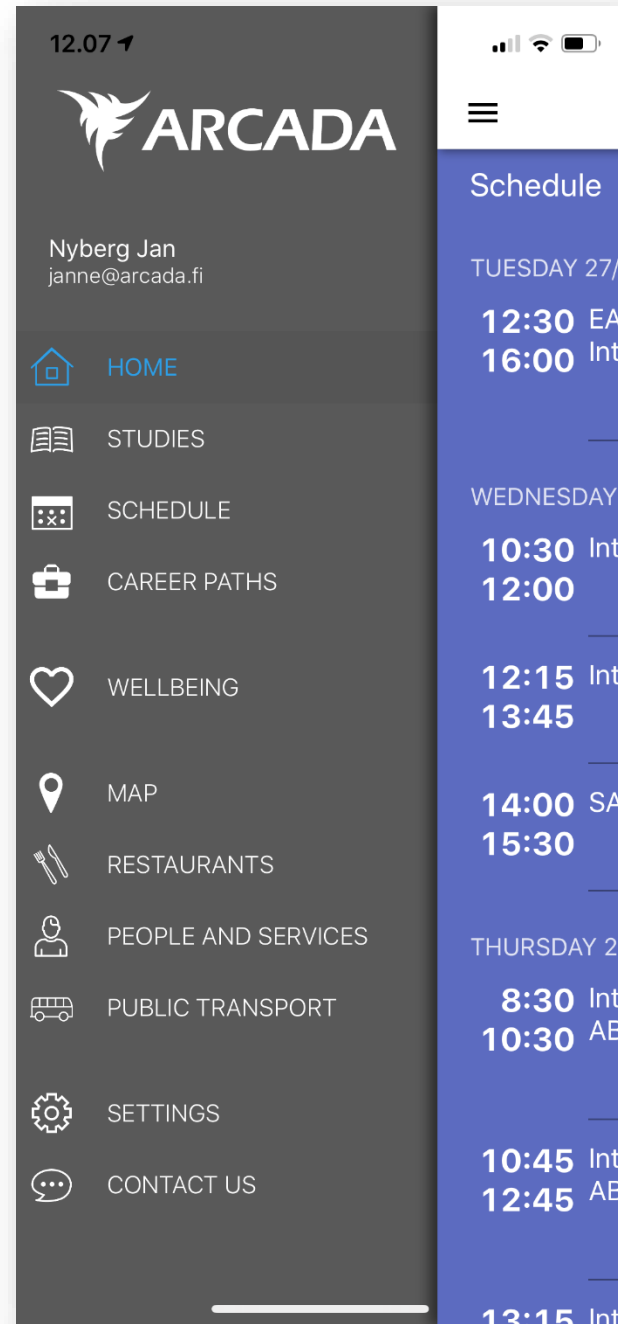 12.07
ARCADA
Nyberg Jan
janne@arcada.fi
HOME
STUDIES
SCHEDULE
CAREER PATHS
WELLBEING
MAP
RESTAURANTS
PEOPLE AND SERVICES
PUBLIC TRANSPORT
SETTINGS
CONTACT US
Schedule
TUESDAY 27/
12:30 EA
16:00 Int
WEDNESDAY
10:30 Int
12:00
12:15 Int
13:45
14:00 SA
15:30
THURSDAY 2
8:30 Int
10:30 AB
10:45 Int
12:45 AB
13:15 Int